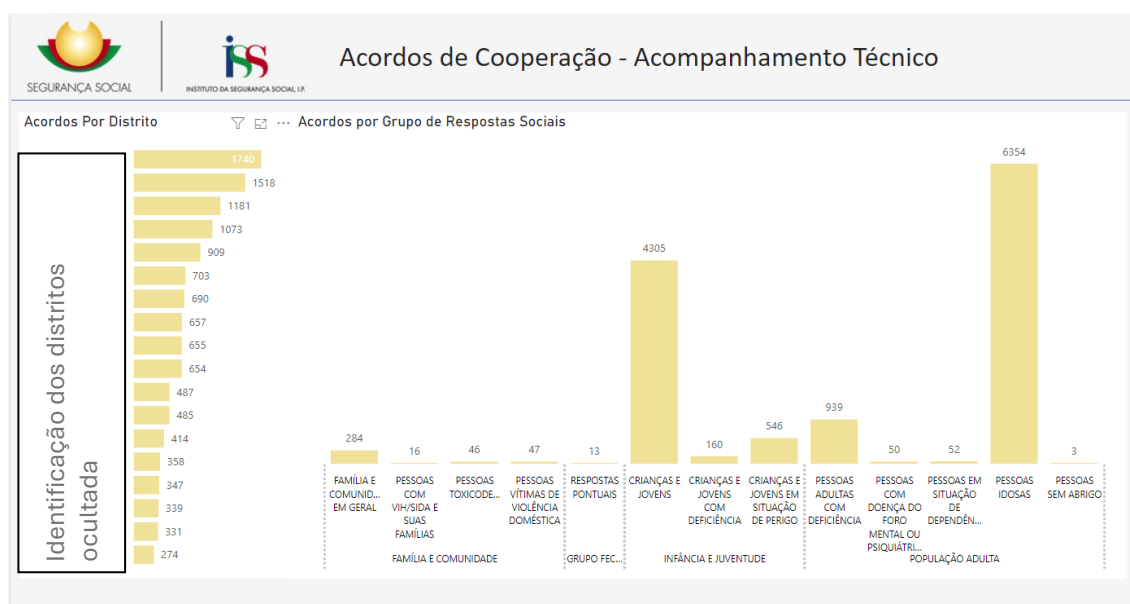 SEGURANÇA SOCIAL
iss
INSTITUTO DA SEGURANÇA SOCIAL, I.P.
Acordos de Cooperação - Acompanhamento Técnico
Acordos Por Distrito
Identificação dos distritos
ocultada
1740
1518
1181
1073
909
703
690
657
655
654
487
485
414
358
347
339
331
274
Acordos por Grupo de Respostas Sociais
284
16
46
47
13
4305
160
546
939
50
52
6354
3
FAMÍLIA E
COMUNID...
EM GERAL
PESSOAS
COM
VIH/SIDA E
SUAS
FAMÍLIAS
PESSOAS
TOXICODE...
PESSOAS
VÍTIMAS DE
VIOLÊNCIA
DOMÉSTICA
RESPOSTAS
PONTUAIS
CRIANÇAS E
JOVENS
CRIANÇAS E
JOVENS
COM
DEFICIÊNCIA
CRIANÇAS E
JOVENS EM
SITUAÇÃO
DE PERIGO
PESSOAS
ADULTAS
COM
DEFICIÊNCIA
PESSOAS
COM
DOENÇA DO
FORO
MENTAL OU
PSIQUIÁTRI...
PESSOAS EM
SITUAÇÃO
DE
DEPENDÊN...
PESSOAS
IDOSAS
PESSOAS
SEM ABRIGO
FAMÍLIA E COMUNIDADE
GRUPO FEC...
INFÂNCIA E JUVENTUDE
POPULAÇÃO ADULTA